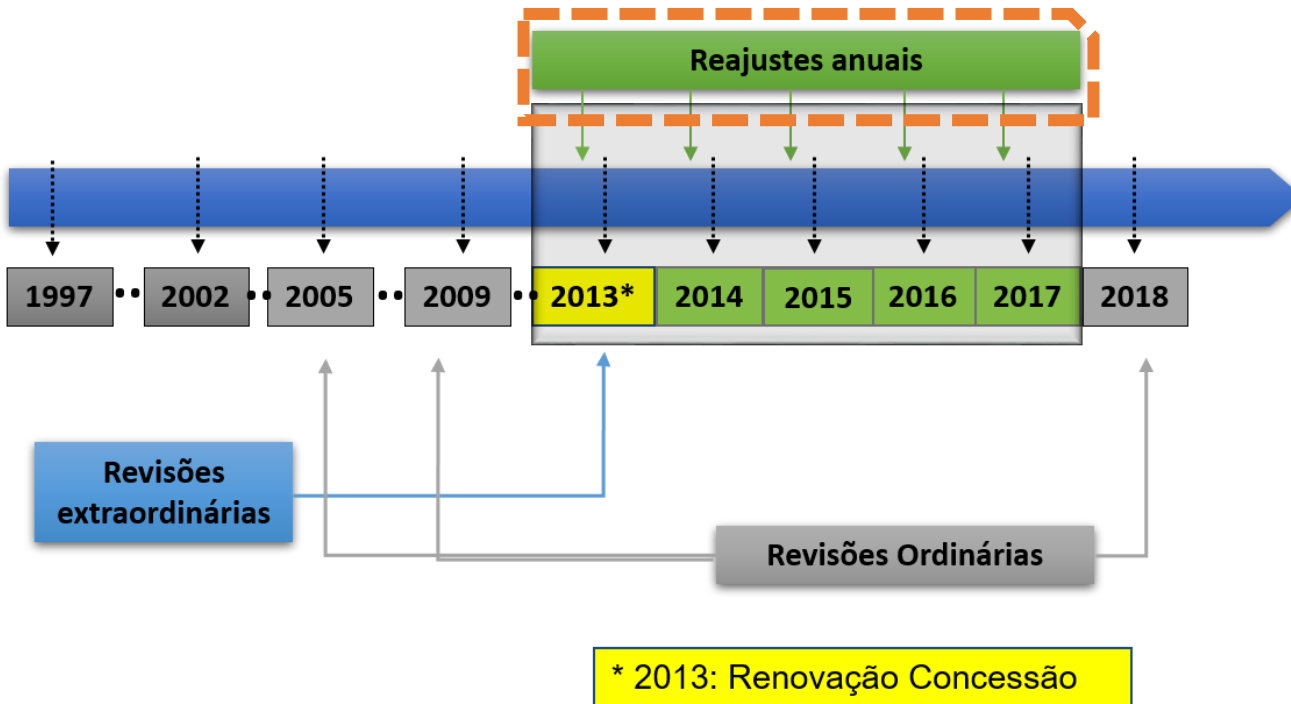 Reajustes anuais
1997
2002
2005
2009
2013*
2014
2015
2016
2017
2018
Revisões
extraordinárias
Revisões Ordinárias
* 2013: Renovação Concessão